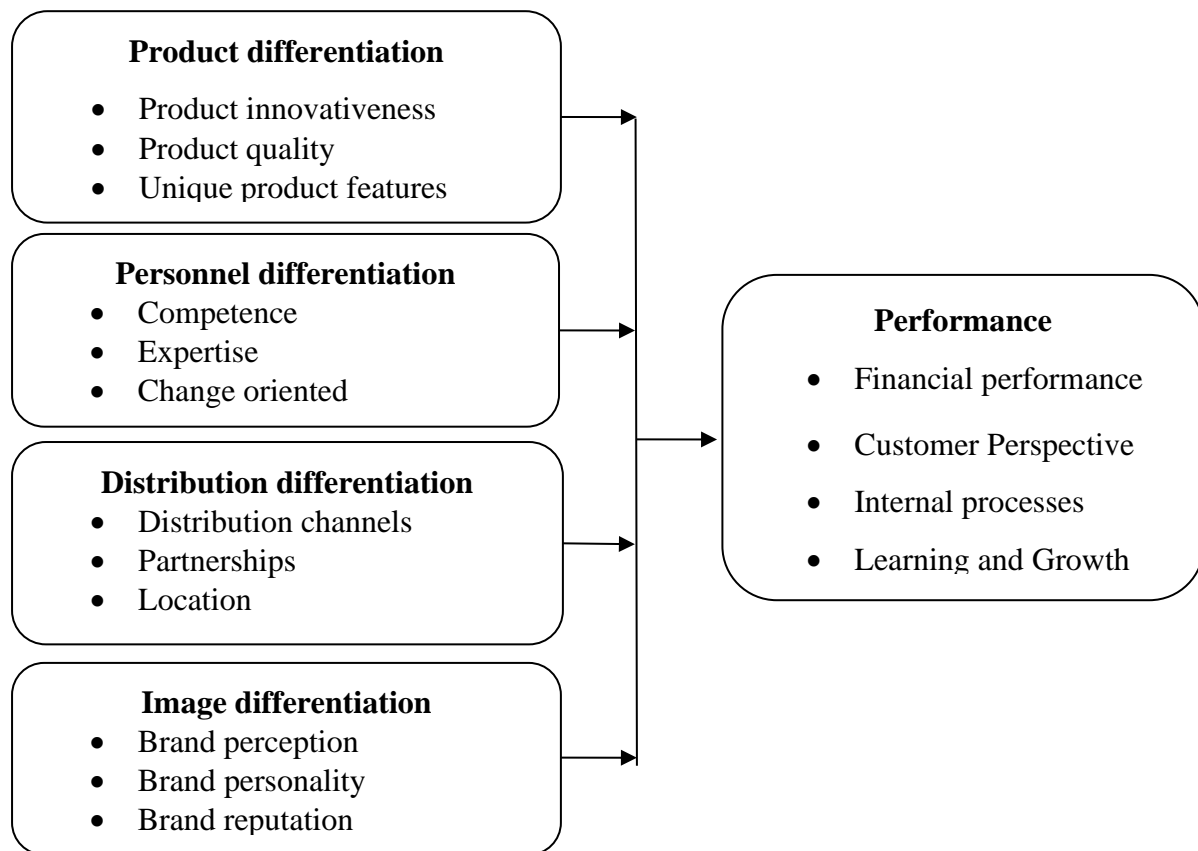 Product differentiation
• Product innovativeness
• Product quality
• Unique product features
Personnel differentiation
• Competence
• Expertise
• Change oriented
Distribution differentiation
• Distribution channels
• Partnerships
• Location
Image differentiation
• Brand perception
• Brand personality
• Brand reputation
Performance
• Financial performance
• Customer Perspective
• Internal processes
• Learning and Growth